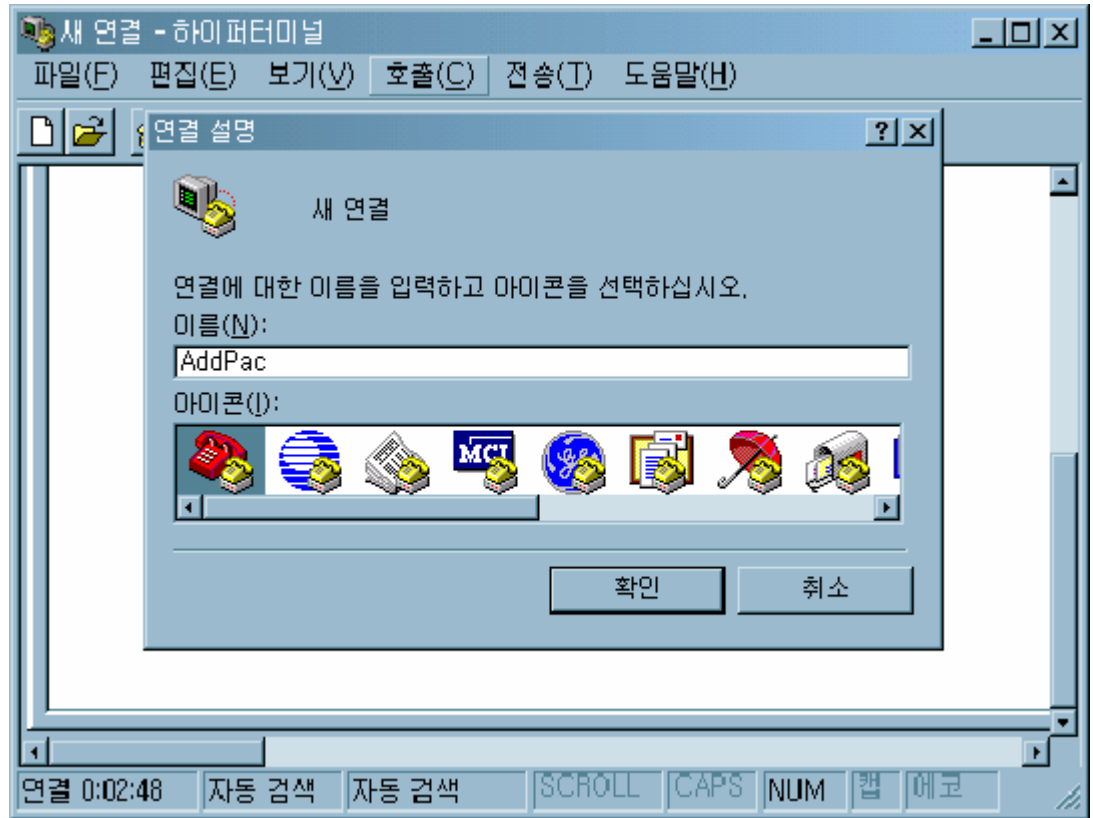 새 연결 - 하이퍼터미널
파일(F) 편집(E) 보기(V) 호출(C) 전송(T) 도움말(H)
연결 설명
새 연결
연결에 대한 이름을 입력하고 아이콘을 선택하십시오.
이름(N):
AddPac
아이콘(I):
MCI
확인 취소
연결 0:02:48 자동 검색 자동 검색 SCROLL CAPS NUM 캡 에코